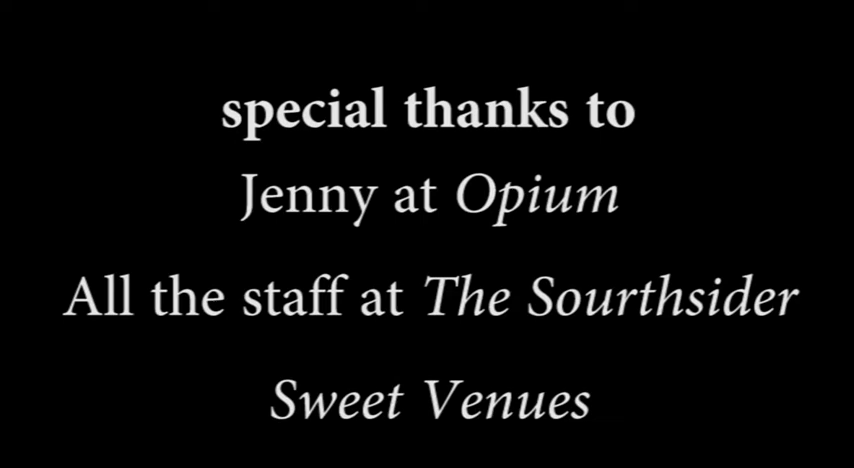 special thanks to
Jenny at Opium
All the staff at The Sourthsider
Sweet Venues